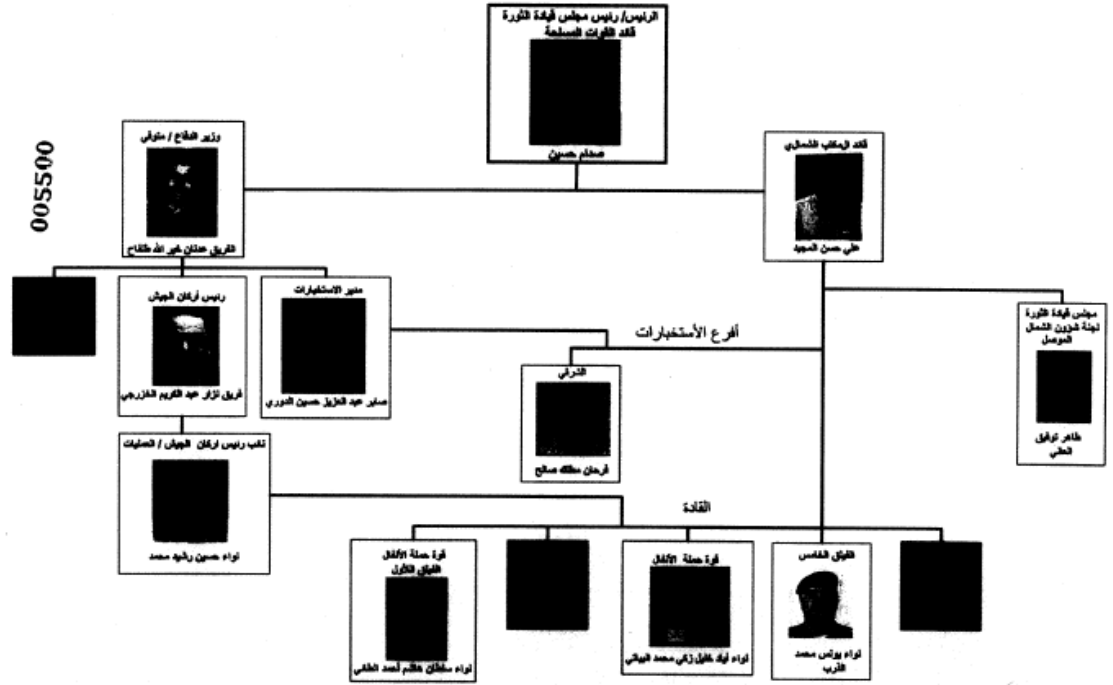 الرئيس/ رئيس مجلس قيادة الثورة
قائد القوات المسلحة
صدام حسين
005500
وزير الدفاع / متوفي
الفريق عدنان خير الله طلفاح
قائد المكتب الشمالي
علي حسن المجيد
رئيس أركان الجيش
فريق نزار عبد الكريم الخزرجي
مدير الاستخبارات
صابر عبد العزيز حسين الدوري
أفرع الأستخبارات
الشرقي
فرحان مطلك صالح
مجلس قيادة الثورة
لجنة شؤون الشمال
الموصل
طاهر توفيق
العاني
نائب رئيس اركان الجيش / العمليات
لواء حسين رشيد محمد
القادة
قوة حملة الأنفال
الفيلق الأول
لواء سلطان هاشم أحمد الطائي
قوة حملة الأنفال
لواء اياد خليل زكي محمد البياتي
الفيلق الخامس
لواء يونس محمد
الذرب